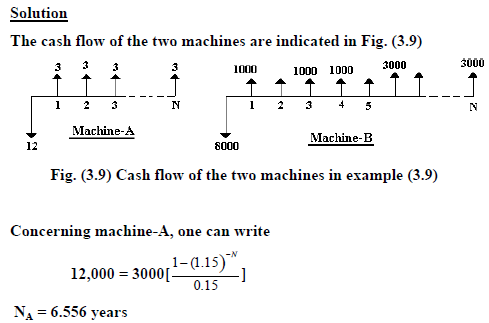 Solution
The cash flow of the two machines are indicated in Fig. (3.9)
3 3 3 3 1000 1000 1000 3000 3000
1 2 3 N 1 2 3 4 5 N
Machine-A Machine-B
12 8000
Fig. (3.9) Cash flow of the two machines in example (3.9)
Concerning machine-A, one can write
12,000 = 3000[\frac{1-(1.15)^{-N}}{0.15}]
N_A = 6.556 years